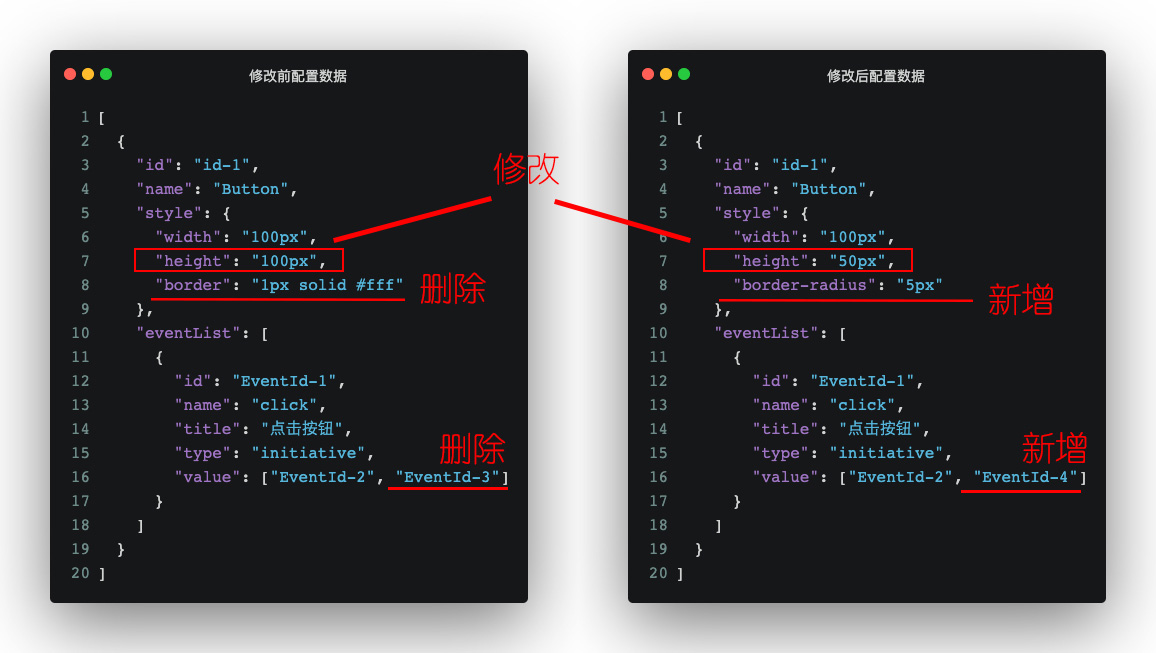 修改前配置数据
1 [
2   {
3     "id": "id-1",
4     "name": "Button",
5     "style": {
6       "width": "100px",
7       "height": "100px",
8       "border": "1px solid #fff"
9     },
10     "eventList": [
11       {
12         "id": "EventId-1",
13         "name": "click",
14         "title": "点击按钮",
15         "type": "initiative",
16         "value": ["EventId-2", "EventId-3"]
17       }
18     ]
19   }
20 ]
修改
删除
删除
修改后配置数据
1 [
2   {
3     "id": "id-1",
4     "name": "Button",
5     "style": {
6       "width": "100px",
7       "height": "50px",
8       "border-radius": "5px"
9     },
10     "eventList": [
11       {
12         "id": "EventId-1",
13         "name": "click",
14         "title": "点击按钮",
15         "type": "initiative",
16         "value": ["EventId-2", "EventId-4"]
17       }
18     ]
19   }
20 ]
新增
新增